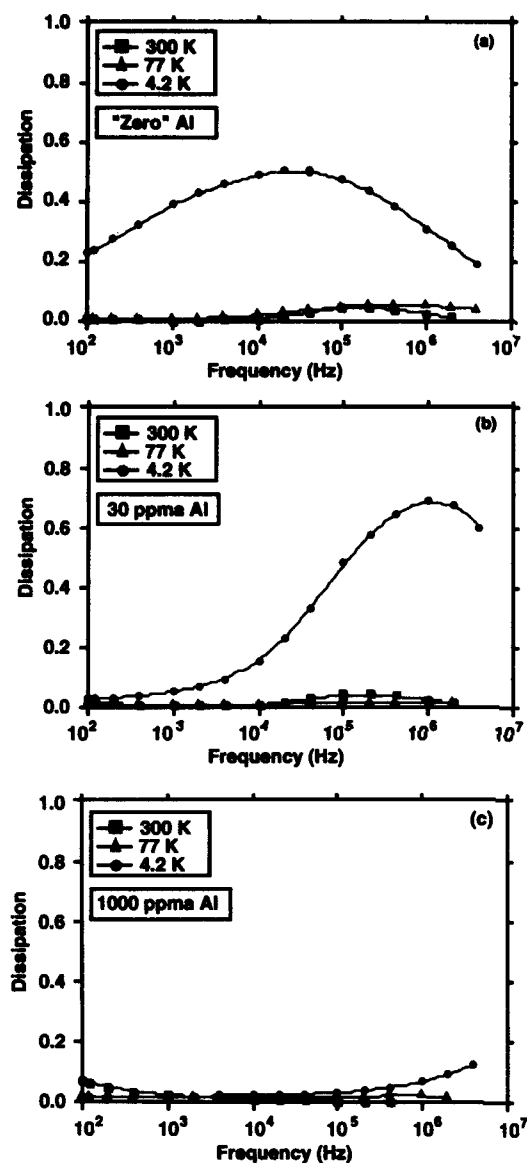 1.0
(a)
300 K
77 K
4.2 K
0.8
"Zero" Al
0.6
Dissipation
0.4
0.2
0.0
10² 10³ 10⁴ 10⁵ 10⁶ 10⁷
Frequency (Hz)
1.0
(b)
300 K
77 K
4.2 K
0.8
30 ppma Al
0.6
Dissipation
0.4
0.2
0.0
10² 10³ 10⁴ 10⁵ 10⁶ 10⁷
Frequency (Hz)
1.0
(c)
300 K
77 K
4.2 K
0.8
1000 ppma Al
0.6
Dissipation
0.4
0.2
0.0
10² 10³ 10⁴ 10⁵ 10⁶ 10⁷
Frequency (Hz)